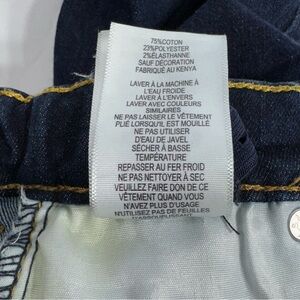 75%COTON
23%POLYESTER
2%ÉLASTHANNE
SAUF DÉCORATION
FABRIQUÉ AU KENYA
LAVER À LA MACHINE À
L'EAU FROIDE
LAVER À L'ENVERS
LAVER AVEC COULEURS
SIMILAIRES
NE PAS LAISSER LE VÊTEMENT
PLIÉ LORSQU'IL EST MOUILLÉ
NE PAS UTILISER
D'EAU DE JAVEL
SÉCHER À BASSE
TEMPÉRATURE
REPASSER AU FER FROID
NE PAS NETTOYER À SEC
VEUILLEZ FAIRE DON DE CE
VÊTEMENT QUAND VOUS
N'AVEZ PLUS D'USAGE
N'UTILISEZ PAS DE FEUILLES
D'ASSOUPLISSANT